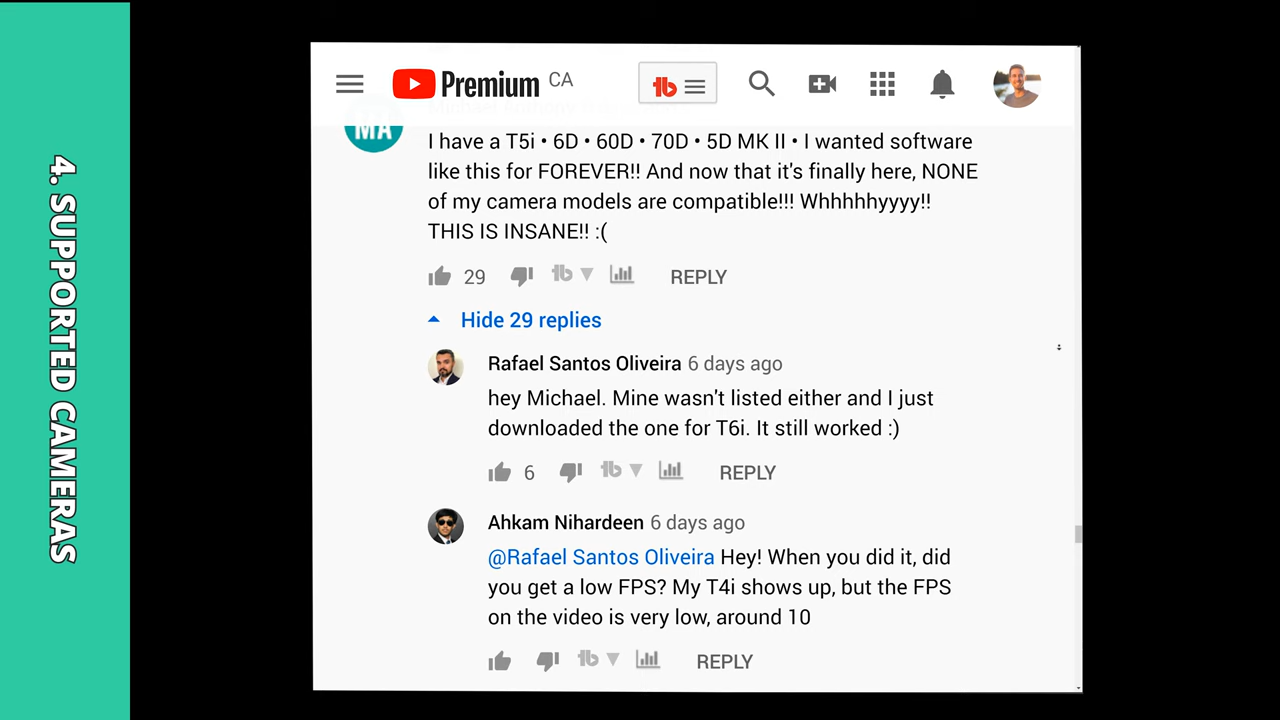 4. SUPPORTED CAMERAS
Premium CA
MA
I have a T5i • 6D • 60D • 70D • 5D MK II • I wanted software
like this for FOREVER!! And now that it's finally here, NONE
of my camera models are compatible!!! Whhhhhyyyy!!
THIS IS INSANE!! :(
29 REPLY
Hide 29 replies
Rafael Santos Oliveira 6 days ago
hey Michael. Mine wasn't listed either and I just
downloaded the one for T6i. It still worked :)
6 REPLY
Ahkam Nihardeen 6 days ago
@Rafael Santos Oliveira Hey! When you did it, did
you get a low FPS? My T4i shows up, but the FPS
on the video is very low, around 10
REPLY